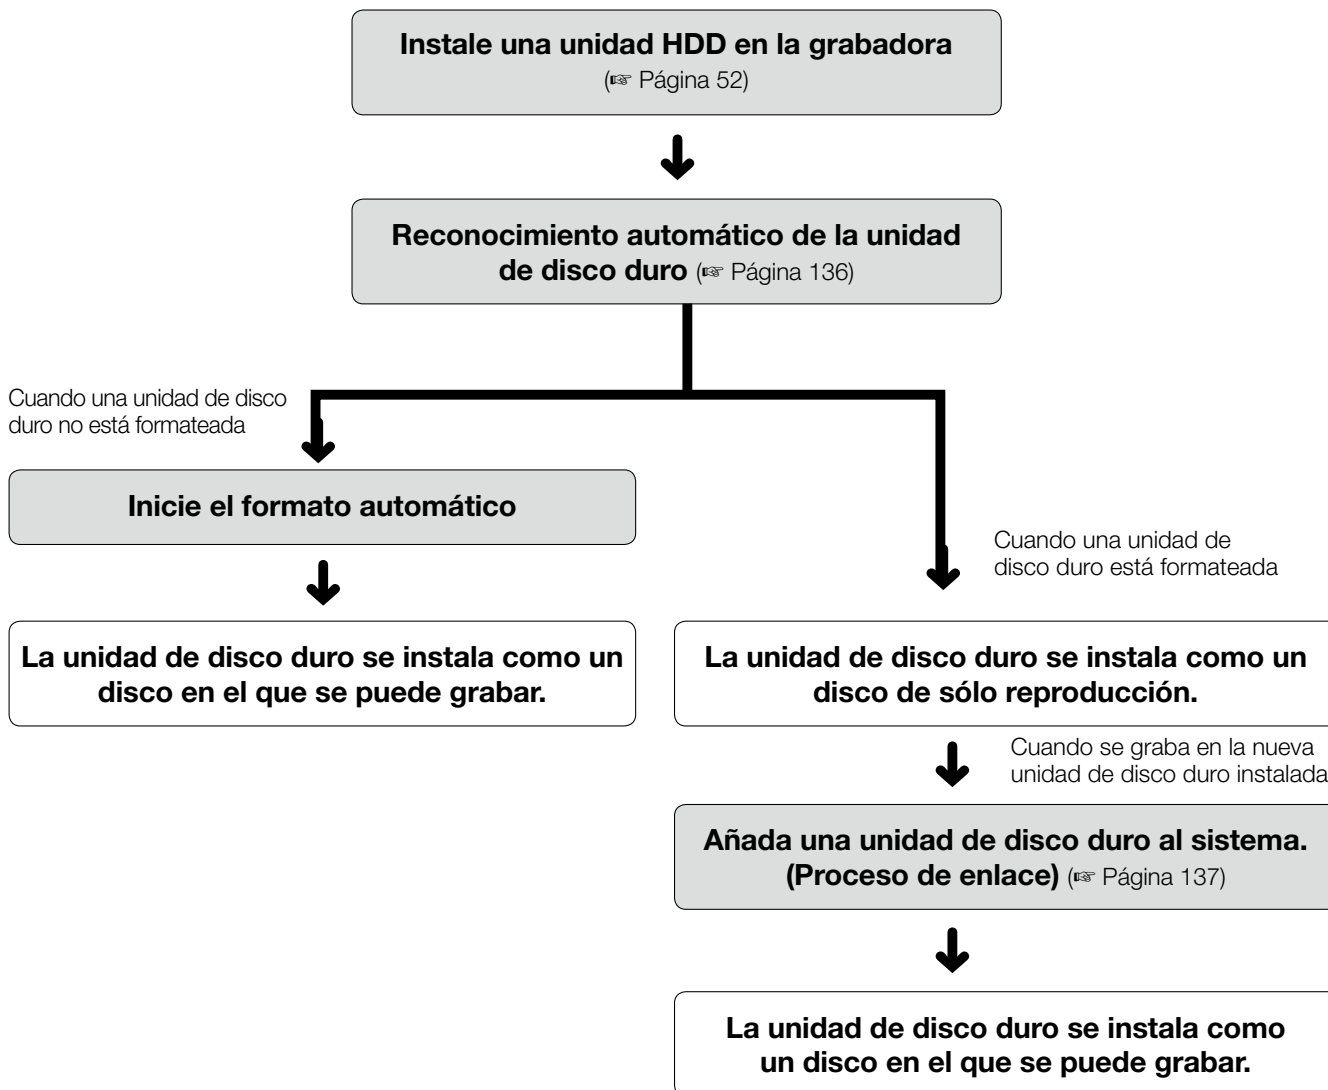 Instale una unidad HDD en la grabadora
(☞ Página 52)
Reconocimiento automático de la unidad
de disco duro (☞ Página 136)
Cuando una unidad de disco
duro no está formateada
Inicie el formato automático
Cuando una unidad de
disco duro está formateada
La unidad de disco duro se instala como un
disco en el que se puede grabar.
La unidad de disco duro se instala como un
disco de sólo reproducción.
Cuando se graba en la nueva
unidad de disco duro instalada
Añada una unidad de disco duro al sistema.
(Proceso de enlace) (☞ Página 137)
La unidad de disco duro se instala como
un disco en el que se puede grabar.